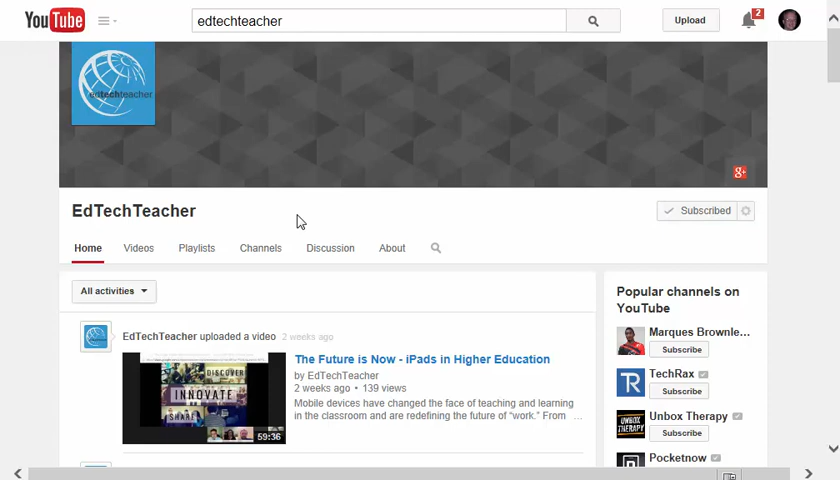 YouTube
edtechteacher
Upload
2
edtechteacher
g+
EdTechTeacher
Subscribed
Home Videos Playlists Channels Discussion About
All activities
EdTechTeacher uploaded a video 2 weeks ago
DISCOVER
INNOVATE
SHARE
59:36
The Future is Now - iPads in Higher Education
by EdTechTeacher
2 weeks ago • 139 views
Mobile devices have changed the face of teaching and learning
in the classroom and are redefining the future of “work.” From ...
Popular channels on
YouTube
Marques Brownle...
Subscribe
TechRax
Subscribe
UNBOX
THERAPY
Unbox Therapy
Subscribe
Pocketnow